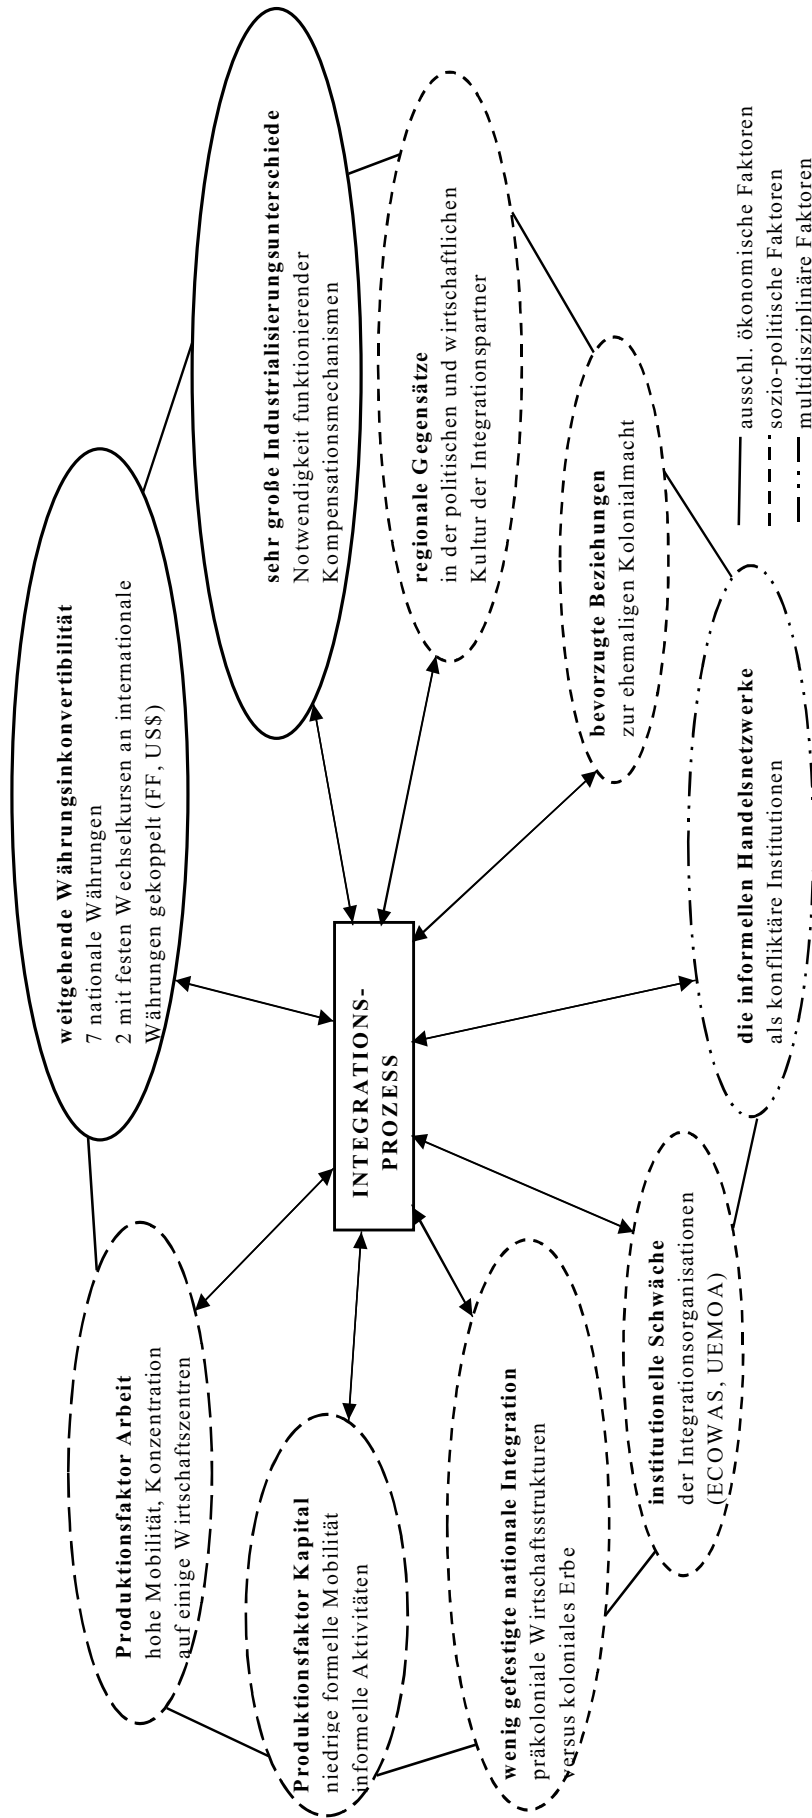 weitgehende Währungsinkonvertibilität
7 nationale Währungen
2 mit festen Wechselkursen an internationale
Währungen gekoppelt (FF, US$)
sehr große Industrialisierungsunterschiede
Notwendigkeit funktionierender
Kompensationsmechanismen
Produktionsfaktor Arbeit
hohe Mobilität, Konzentration
auf einige Wirtschaftszentren
regionale Gegensätze
in der politischen und wirtschaftlichen
Kultur der Integrationspartner
INTEGRATIONS-
PROZESS
Produktionsfaktor Kapital
niedrige formelle Mobilität
informelle Aktivitäten
bevorzugte Beziehungen
zur ehemaligen Kolonialmacht
wenig gefestigte nationale Integration
präkoloniale Wirtschaftsstrukturen
versus koloniales Erbe
institutionelle Schwäche
der Integrationsorganisationen
(ECOWAS, UEMOA)
die informellen Handelsnetzwerke
als konfliktäre Institutionen
ausschl. ökonomische Faktoren
sozio-politische Faktoren
multidisziplinäre Faktoren